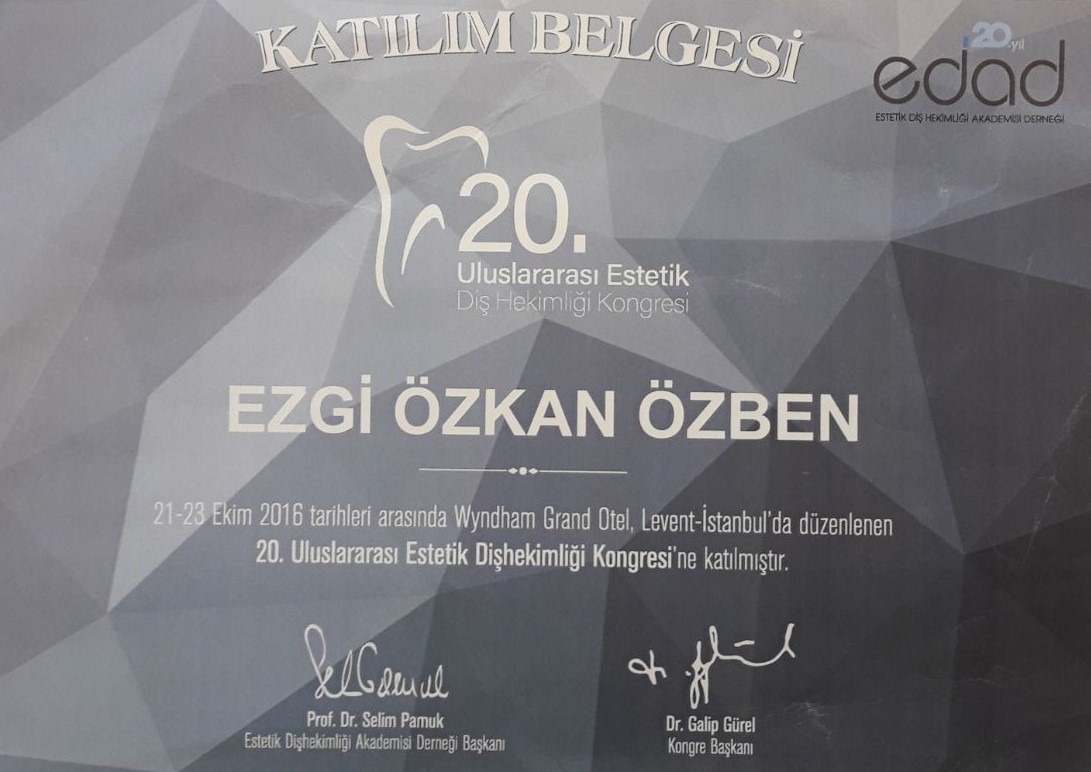 KATILIM BELGESİ
20.yıl
edad
ESTETİK DİŞ HEKİMLİĞİ AKADEMİSİ DERNEĞİ
20.
Uluslararası Estetik
Diş Hekimliği Kongresi
EZGİ ÖZKAN ÖZBEN
21-23 Ekim 2016 tarihleri arasında Wyndham Grand Otel, Levent-İstanbul'da düzenlenen
20. Uluslararası Estetik Dişhekimliği Kongresi'ne katılmıştır.
Prof. Dr. Selim Pamuk
Estetik Dişhekimliği Akademisi Derneği Başkanı
Dr. Galip Gürel
Kongre Başkanı